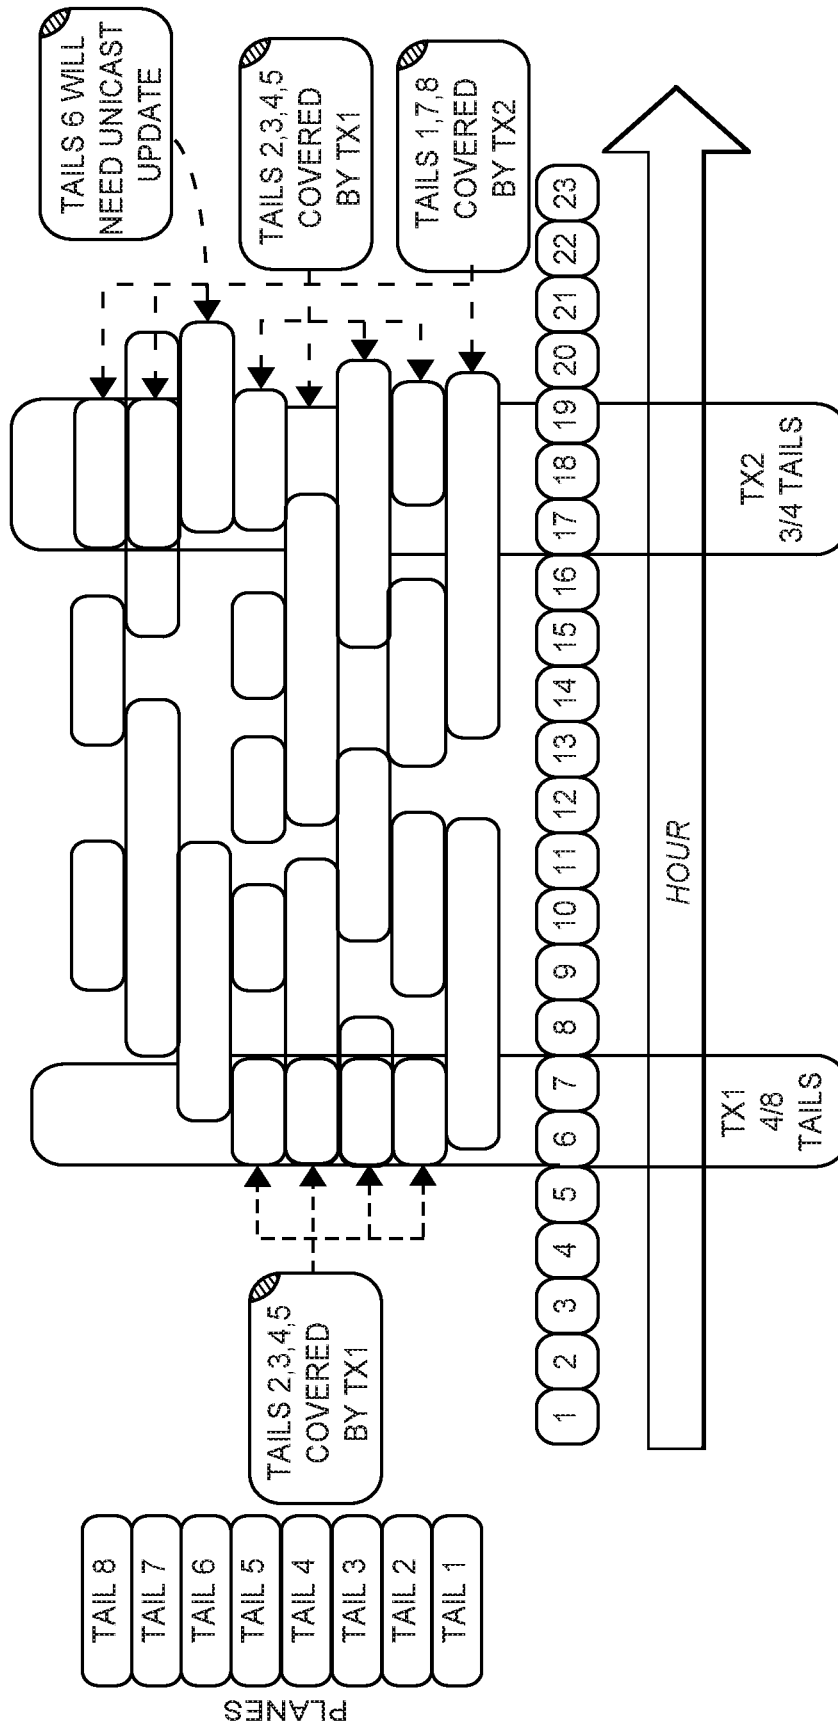 TAILS 6 WILL
NEED UNICAST
UPDATE
TAILS 2,3,4,5
COVERED
BY TX1
TAILS 1,7,8
COVERED
BY TX2
TAILS 2,3,4,5
COVERED
BY TX1
PLANES
TAIL 8
TAIL 7
TAIL 6
TAIL 5
TAIL 4
TAIL 3
TAIL 2
TAIL 1
1 2 3 4 5 6 7 8 9 10 11 12 13 14 15 16 17 18 19 20 21 22 23
HOUR
TX1
4/8
TAILS
TX2
3/4 TAILS